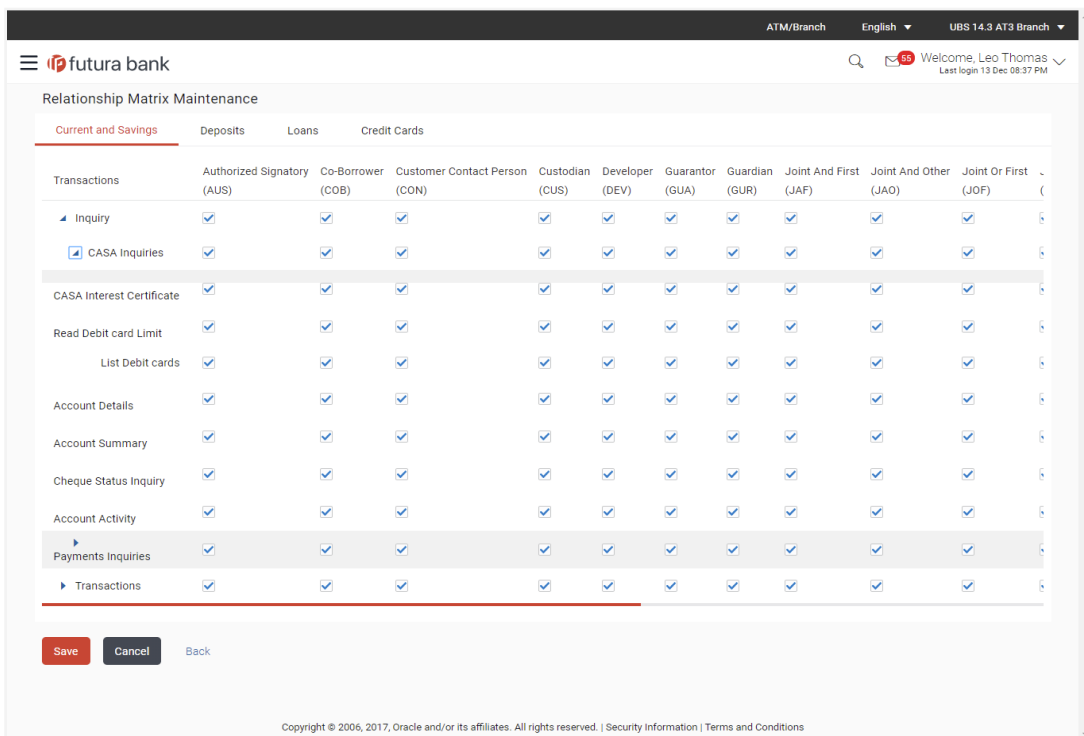 ATM/Branch English UBS 14.3 AT3 Branch
futura bank 55 Welcome, Leo Thomas
Last login 13 Dec 08:37 PM
Relationship Matrix Maintenance
Current and Savings Deposits Loans Credit Cards
Transactions Authorized Signatory Co-Borrower Customer Contact Person Custodian Developer Guarantor Guardian Joint And First Joint And Other Joint Or First
(AUS) (COB) (CON) (CUS) (DEV) (GUA) (GUR) (JAF) (JAO) (JOF)
Inquiry
CASA Inquiries
CASA Interest Certificate
Read Debit card Limit
List Debit cards
Account Details
Account Summary
Cheque Status Inquiry
Account Activity
Payments Inquiries
Transactions
Save Cancel Back
Copyright © 2006, 2017, Oracle and/or its affiliates. All rights reserved. | Security Information | Terms and Conditions